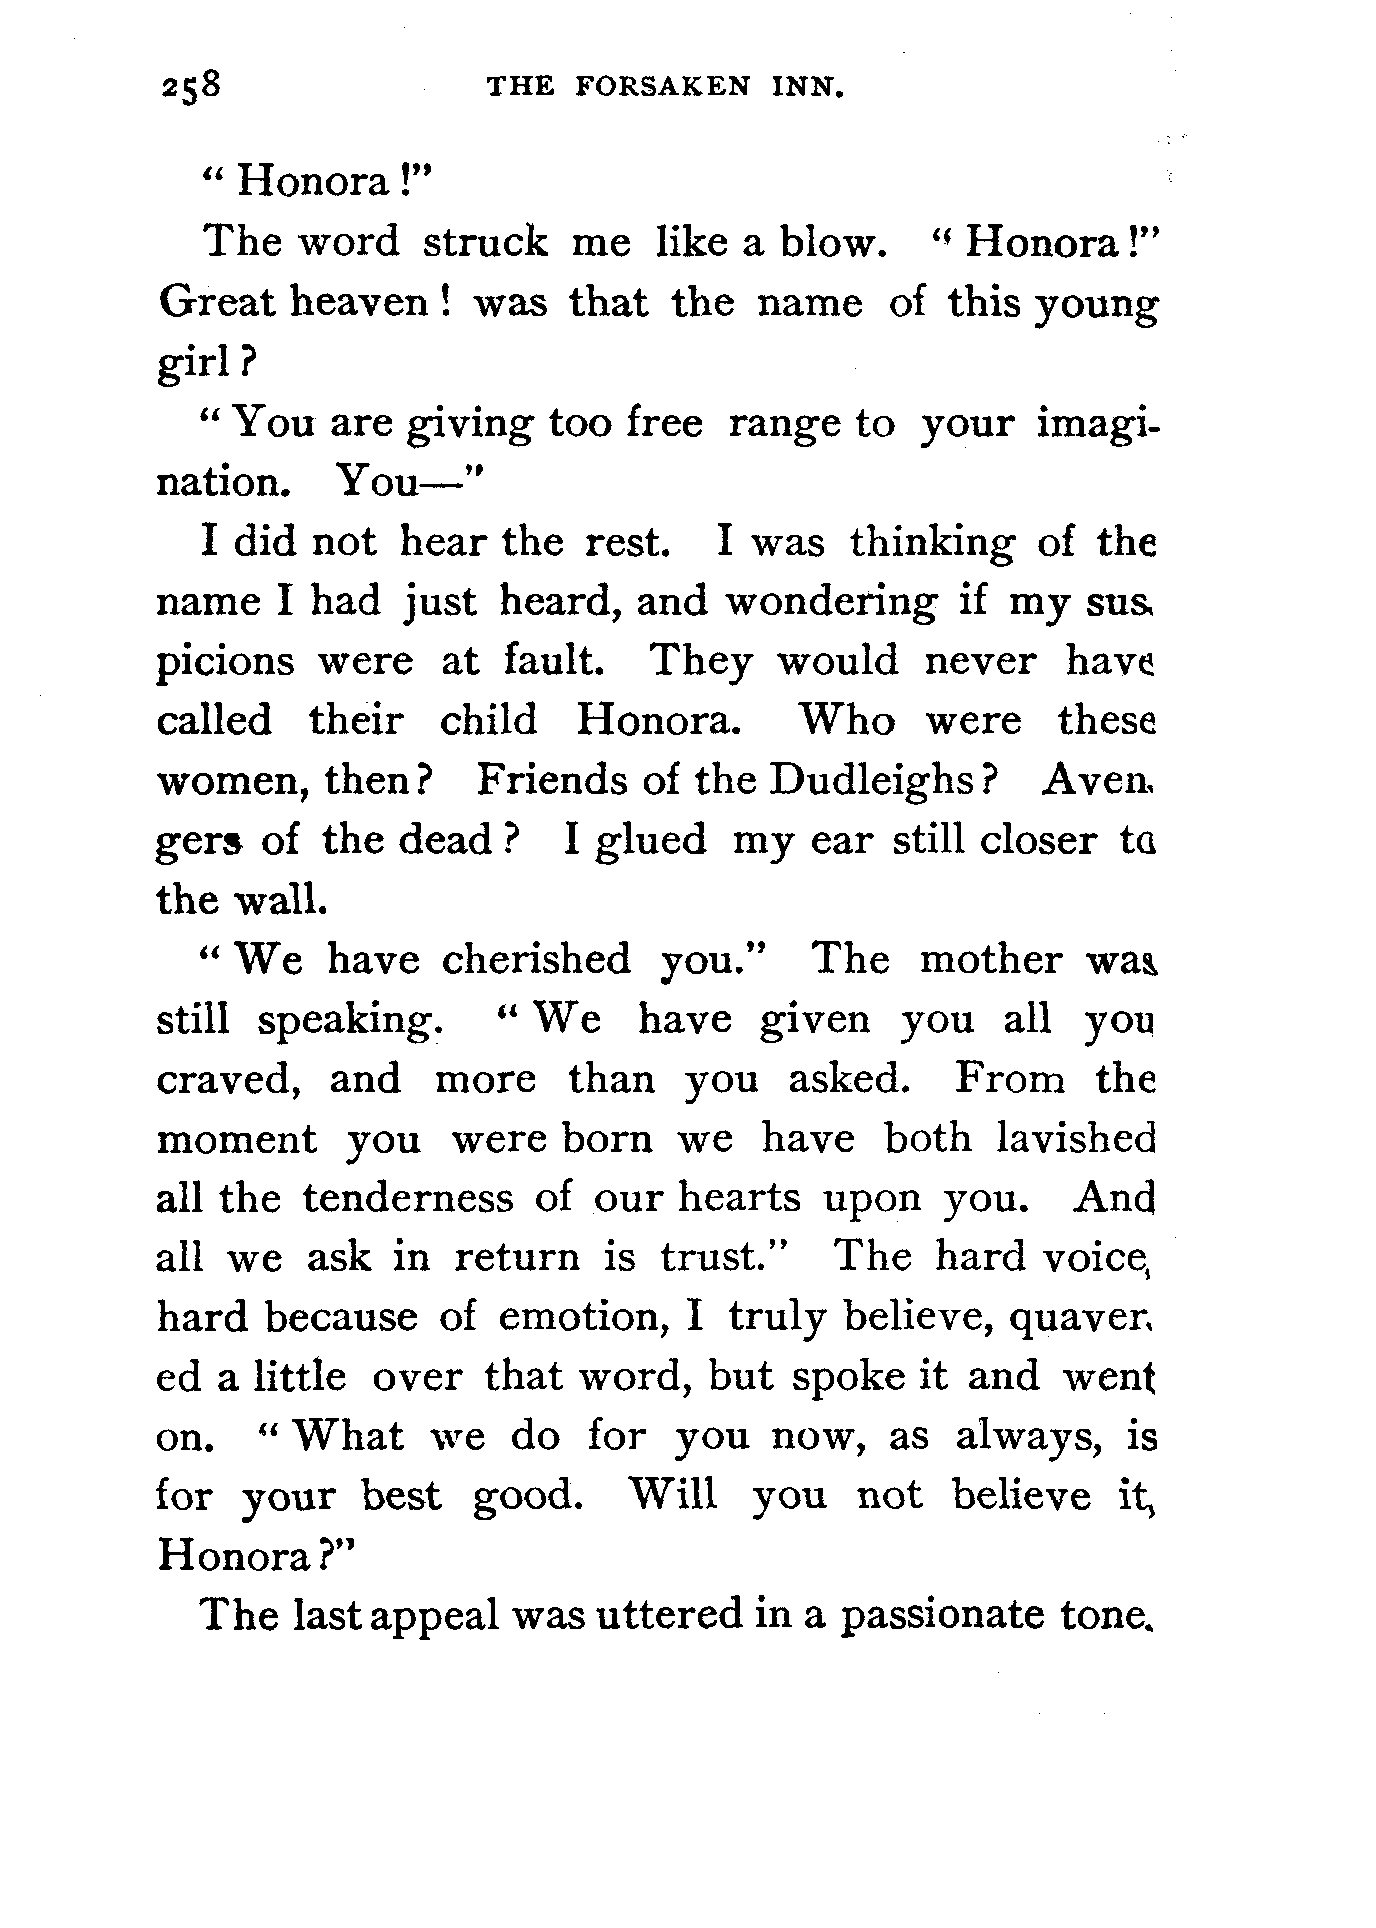 258 THE FORSAKEN INN.
“ Honora !”
The word struck me like a blow. “ Honora !”
Great heaven ! was that the name of this young
girl ?
“ You are giving too free range to your imagi-
nation. You—”
I did not hear the rest. I was thinking of the
name I had just heard, and wondering if my sus-
picions were at fault. They would never have
called their child Honora. Who were these
women, then ? Friends of the Dudleighs ? Aven-
gers of the dead ? I glued my ear still closer to
the wall.
“ We have cherished you.” The mother was
still speaking. “ We have given you all you
craved, and more than you asked. From the
moment you were born we have both lavished
all the tenderness of our hearts upon you. And
all we ask in return is trust.” The hard voice,
hard because of emotion, I truly believe, quaver-
ed a little over that word, but spoke it and went
on. “ What we do for you now, as always, is
for your best good. Will you not believe it,
Honora ?”
The last appeal was uttered in a passionate tone.